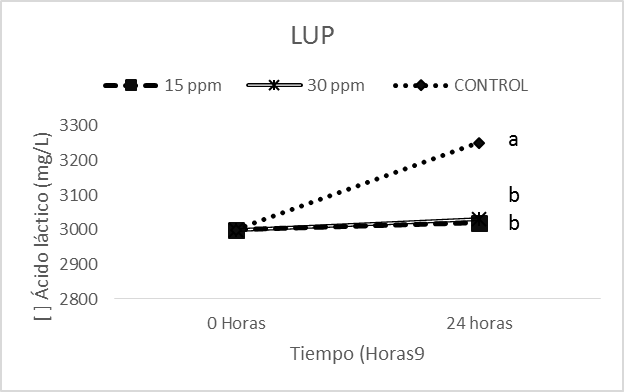 LUP
15 ppm 30 ppm CONTROL
[ ] Ácido láctico (mg/L)
3300
3200
3100
3000
2900
2800
a
b
b
0 Horas 24 horas
Tiempo (Horas9